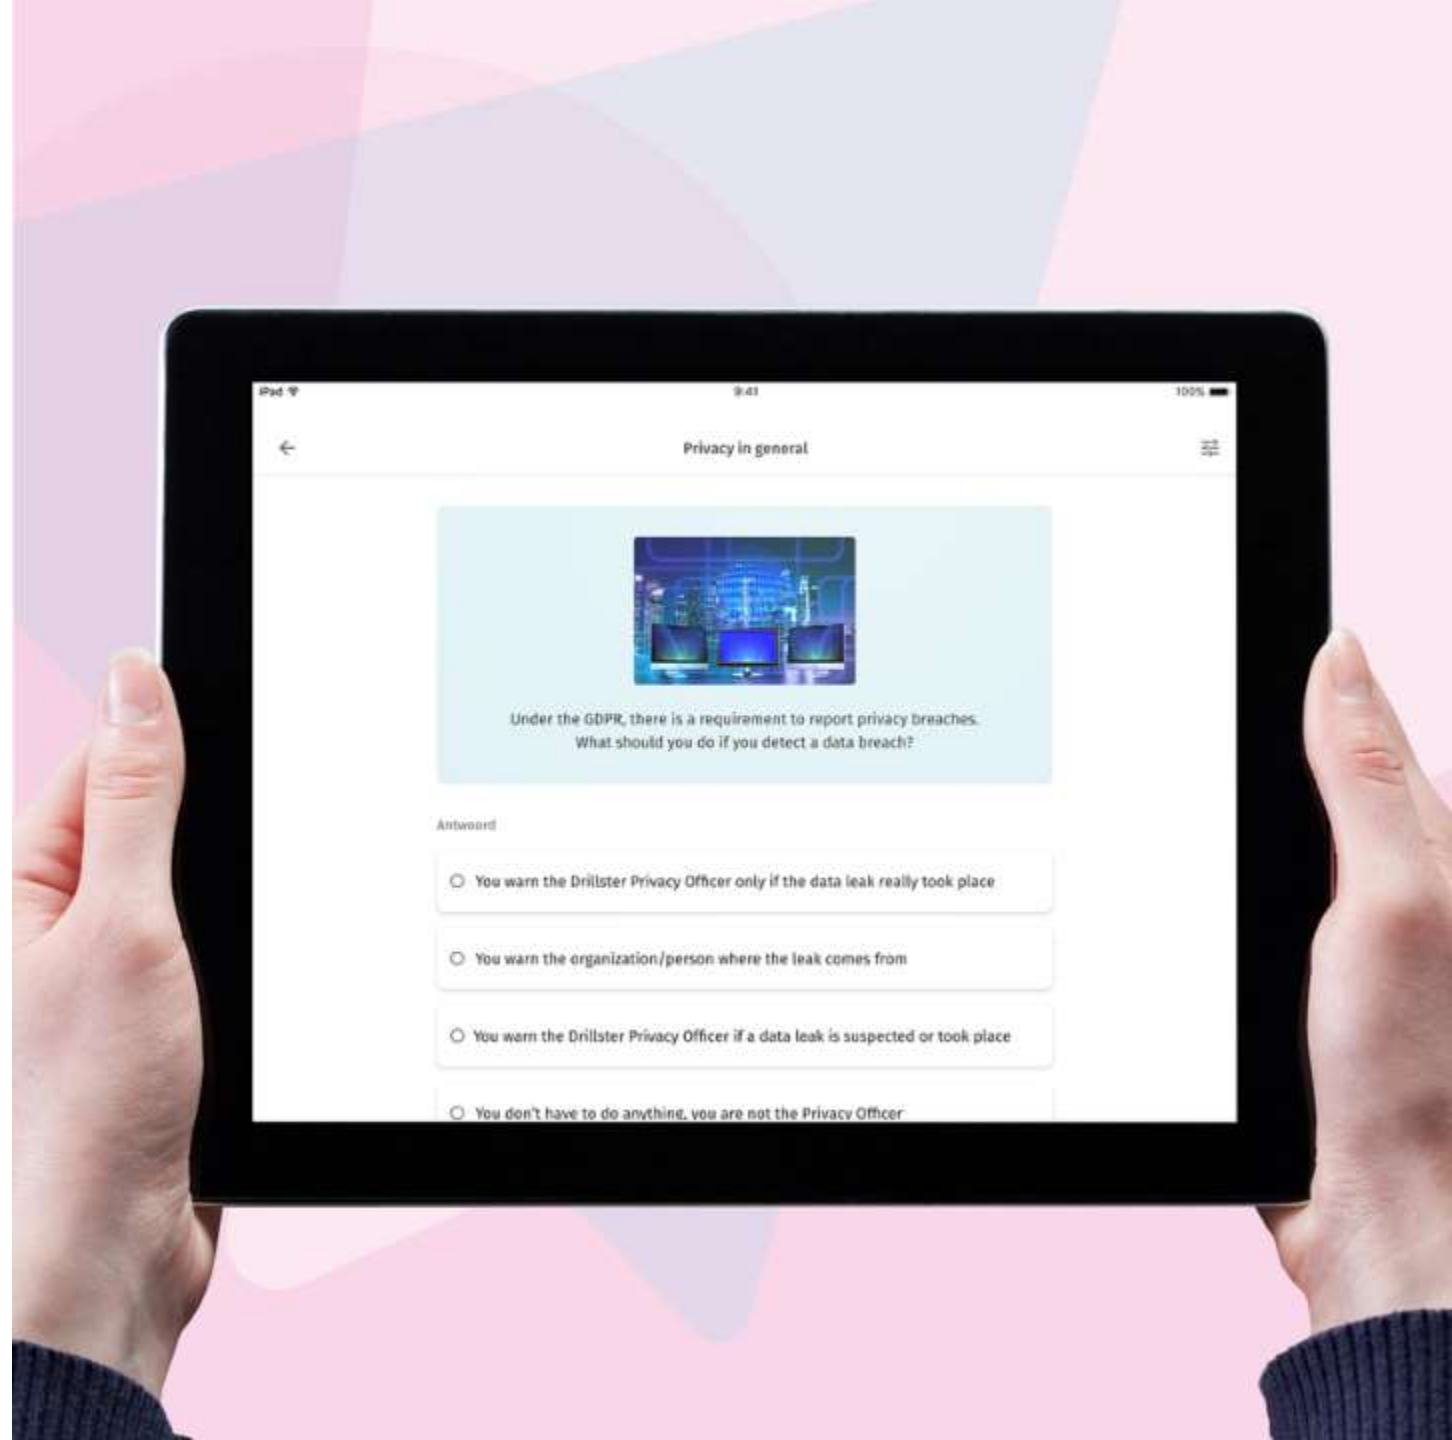 iPad
9:41
100%
Privacy in general
Under the GDPR, there is a requirement to report privacy breaches.
What should you do if you detect a data breach?
Antwoord
You warn the Drillster Privacy Officer only if the data leak really took place
You warn the organization/person where the leak comes from
You warn the Drillster Privacy Officer if a data leak is suspected or took place
You don't have to do anything, you are not the Privacy Officer